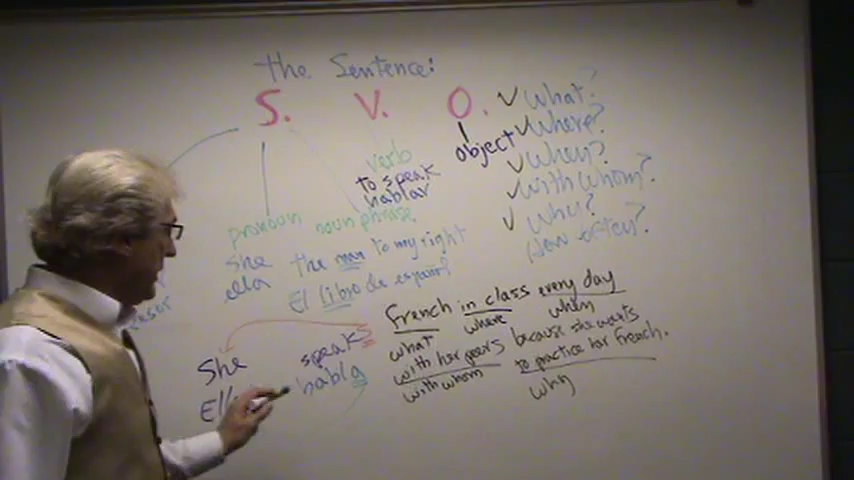 The Sentence:
S. V. O.
What?
Where?
When?
With Whom?
Why?
How often?
object
verb
to speak
hablar
pronoun
noun phrase
she
ella
the man to my right
El libro de español
She speaks
habla
French in class every day
what where when
with her peers because she wants
to practice her French.
with whom
why